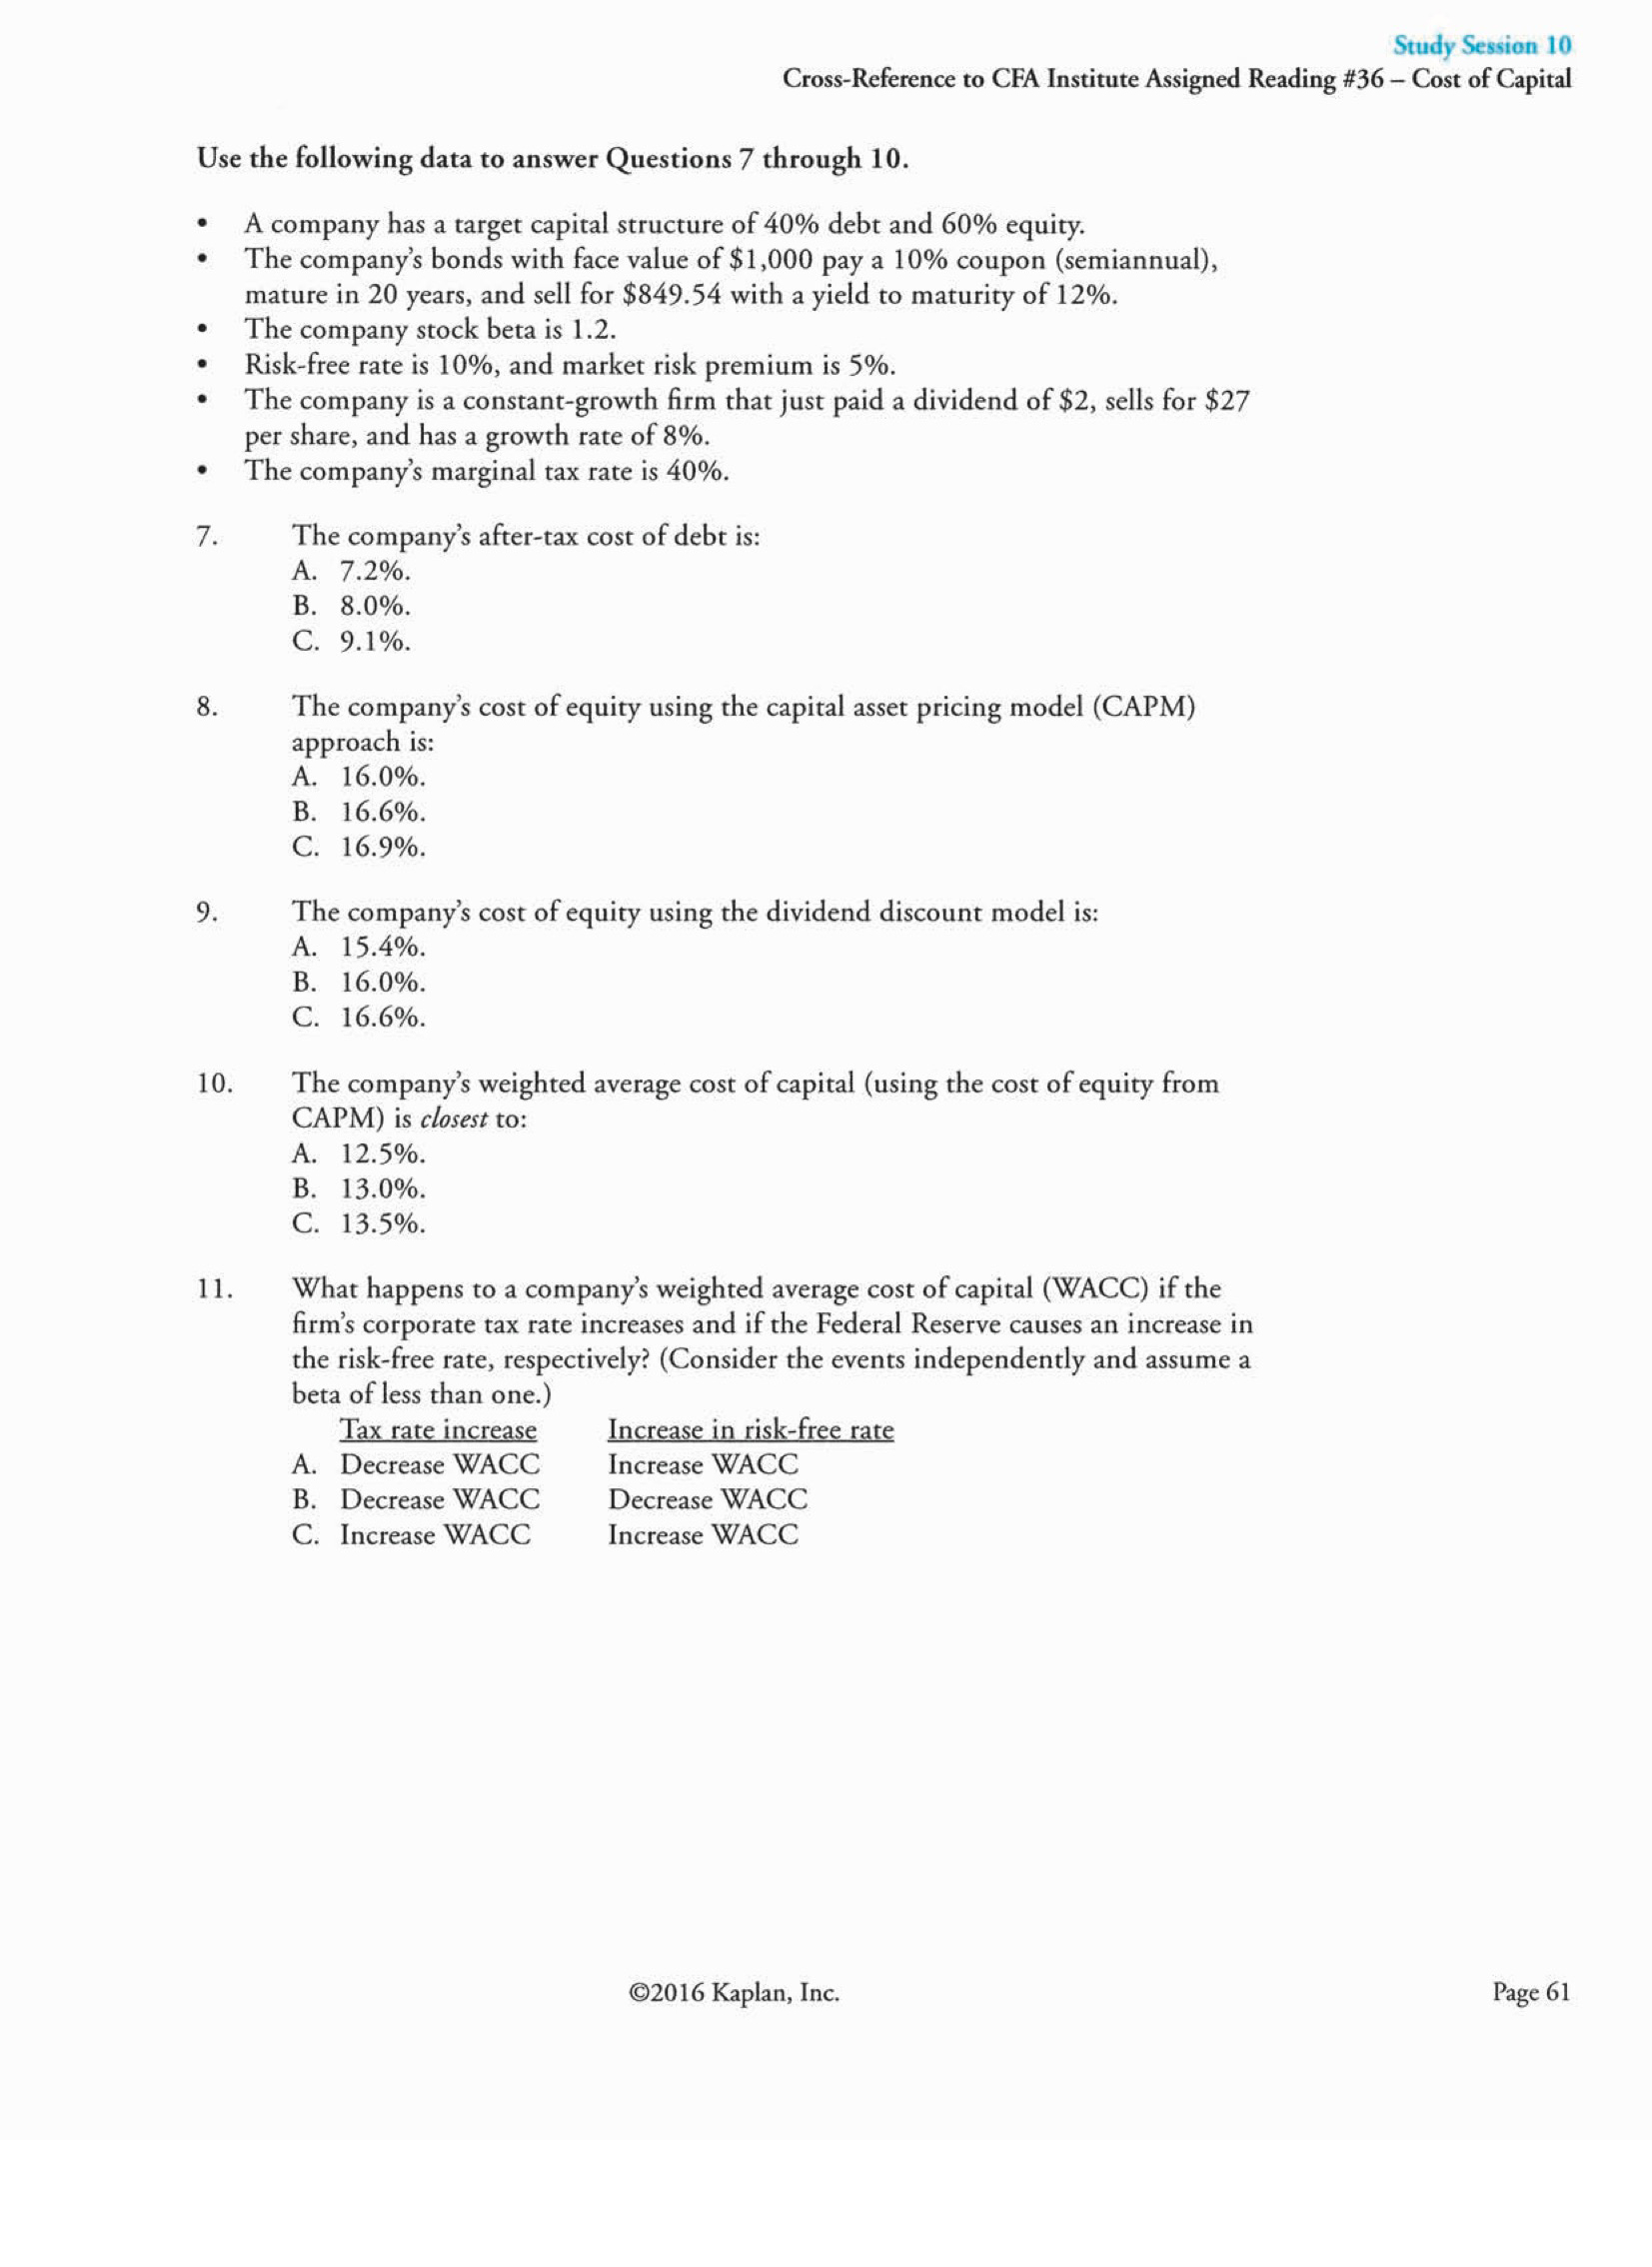 Study Session 10
Cross-Reference to CFA Institute Assigned Reading #36 – Cost of Capital
Use the following data to answer Questions 7 through 10.
• A company has a target capital structure of 40% debt and 60% equity.
• The company's bonds with face value of $1,000 pay a 10% coupon (semiannual),
mature in 20 years, and sell for $849.54 with a yield to maturity of 12%.
• The company stock beta is 1.2.
• Risk-free rate is 10%, and market risk premium is 5%.
• The company is a constant-growth firm that just paid a dividend of $2, sells for $27
per share, and has a growth rate of 8%.
• The company's marginal tax rate is 40%.
7. The company's after-tax cost of debt is:
A. 7.2%.
B. 8.0%.
C. 9.1%.
8. The company's cost of equity using the capital asset pricing model (CAPM)
approach is:
A. 16.0%.
B. 16.6%.
C. 16.9%.
9. The company's cost of equity using the dividend discount model is:
A. 15.4%.
B. 16.0%.
C. 16.6%.
10. The company's weighted average cost of capital (using the cost of equity from
CAPM) is closest to:
A. 12.5%.
B. 13.0%.
C. 13.5%.
11. What happens to a company's weighted average cost of capital (WACC) if the
firm's corporate tax rate increases and if the Federal Reserve causes an increase in
the risk-free rate, respectively? (Consider the events independently and assume a
beta of less than one.)
Tax rate increase Increase in risk-free rate
A. Decrease WACC Increase WACC
B. Decrease WACC Decrease WACC
C. Increase WACC Increase WACC
©2016 Kaplan, Inc. Page 61